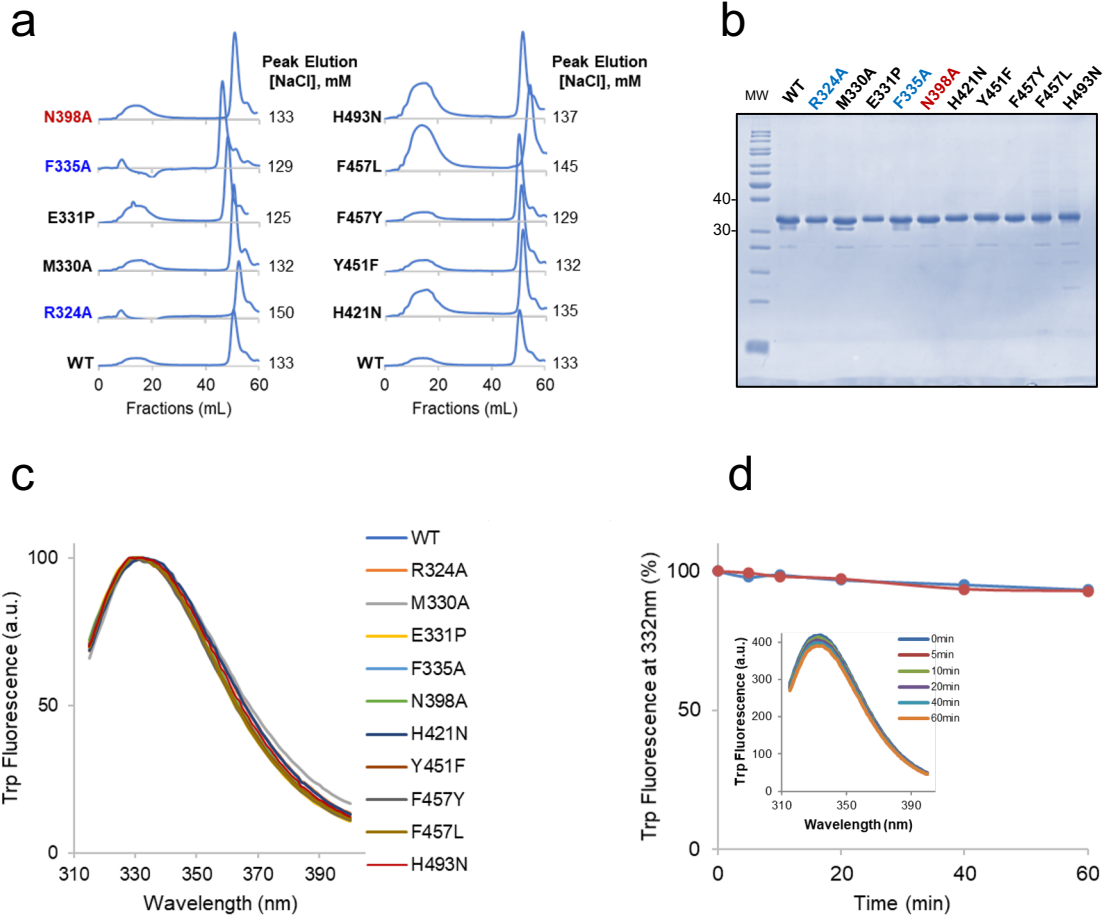 a
Peak Elution
[NaCl], mM
N398A 133
F335A 129
E331P 125
M330A 132
R324A 150
WT 133
0 20 40 60
Fractions (mL)
Peak Elution
[NaCl], mM
H493N 137
F457L 145
F457Y 129
Y451F 132
H421N 135
WT 133
0 20 40 60
Fractions (mL)
b
MW WT R324A M330A E331P F335A N398A H421N Y451F F457Y F457L H493N
40
30
c
Trp Fluorescence (a.u.)
100
50
0
310 330 350 370 390
Wavelength (nm)
WT
R324A
M330A
E331P
F335A
N398A
H421N
Y451F
F457Y
F457L
H493N
d
Trp Fluorescence at 332nm (%)
100
50
0
0 20 40 60
Time (min)
Trp Fluorescence (a.u.)
400
300
200
100
0
310 350 390
Wavelength (nm)
0min
5min
10min
20min
40min
60min